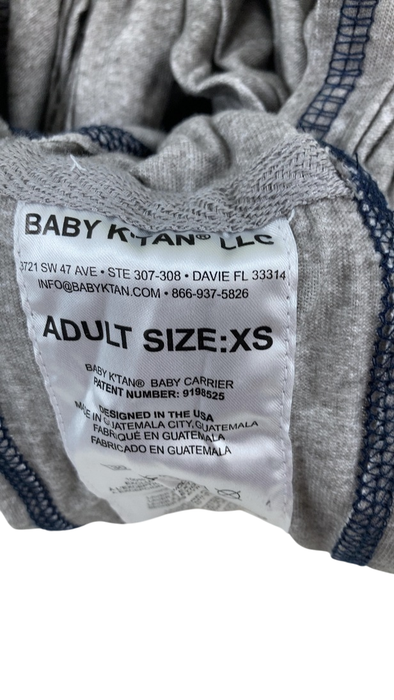 BABY K'TAN® LLC
3721 SW 47 AVE • STE 307-308 • DAVIE FL 33314
INFO@BABYKTAN.COM • 866-937-5826
ADULT SIZE:XS
BABY K'TAN® BABY CARRIER
PATENT NUMBER: 9198525
DESIGNED IN THE USA
MADE IN GUATEMALA CITY, GUATEMALA
FABRIQUÉ EN GUATEMALA
FABRICADO EN GUATEMALA